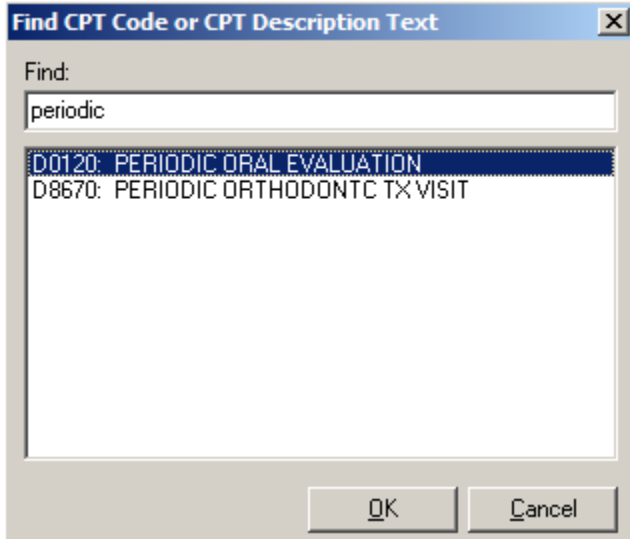 Find CPT Code or CPT Description Text
Find:
periodic
D0120: PERIODIC ORAL EVALUATION
D8670: PERIODIC ORTHODONTC TX VISIT
OK
Cancel